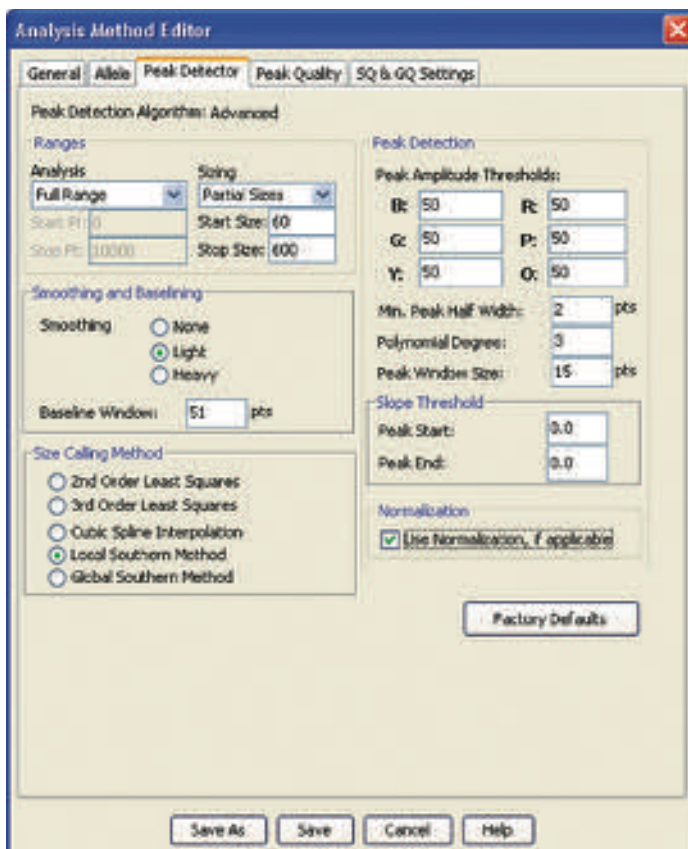 Analysis Method Editor
General Allele Peak Detector Peak Quality SQ & GQ Settings
Peak Detection Algorithm: Advanced
Ranges
Analysis Sizing
Full Range Partial Sizes
Start Pt: 0 Start Size: 60
Stop Pt: 10000 Stop Size: 600
Smoothing and Baselining
Smoothing None
Light
Heavy
Baseline Window: 51 pts
Size Calling Method
2nd Order Least Squares
3rd Order Least Squares
Cubic Spline Interpolation
Local Southern Method
Global Southern Method
Peak Detection
Peak Amplitude Thresholds:
B: 50 R: 50
G: 50 P: 50
Y: 50 O: 50
Min. Peak Half Width: 2 pts
Polynomial Degree: 3
Peak Window Size: 15 pts
Slope Threshold
Peak Start: 0.0
Peak End: 0.0
Normalization
Use Normalization, if applicable
Factory Defaults
Save As Save Cancel Help